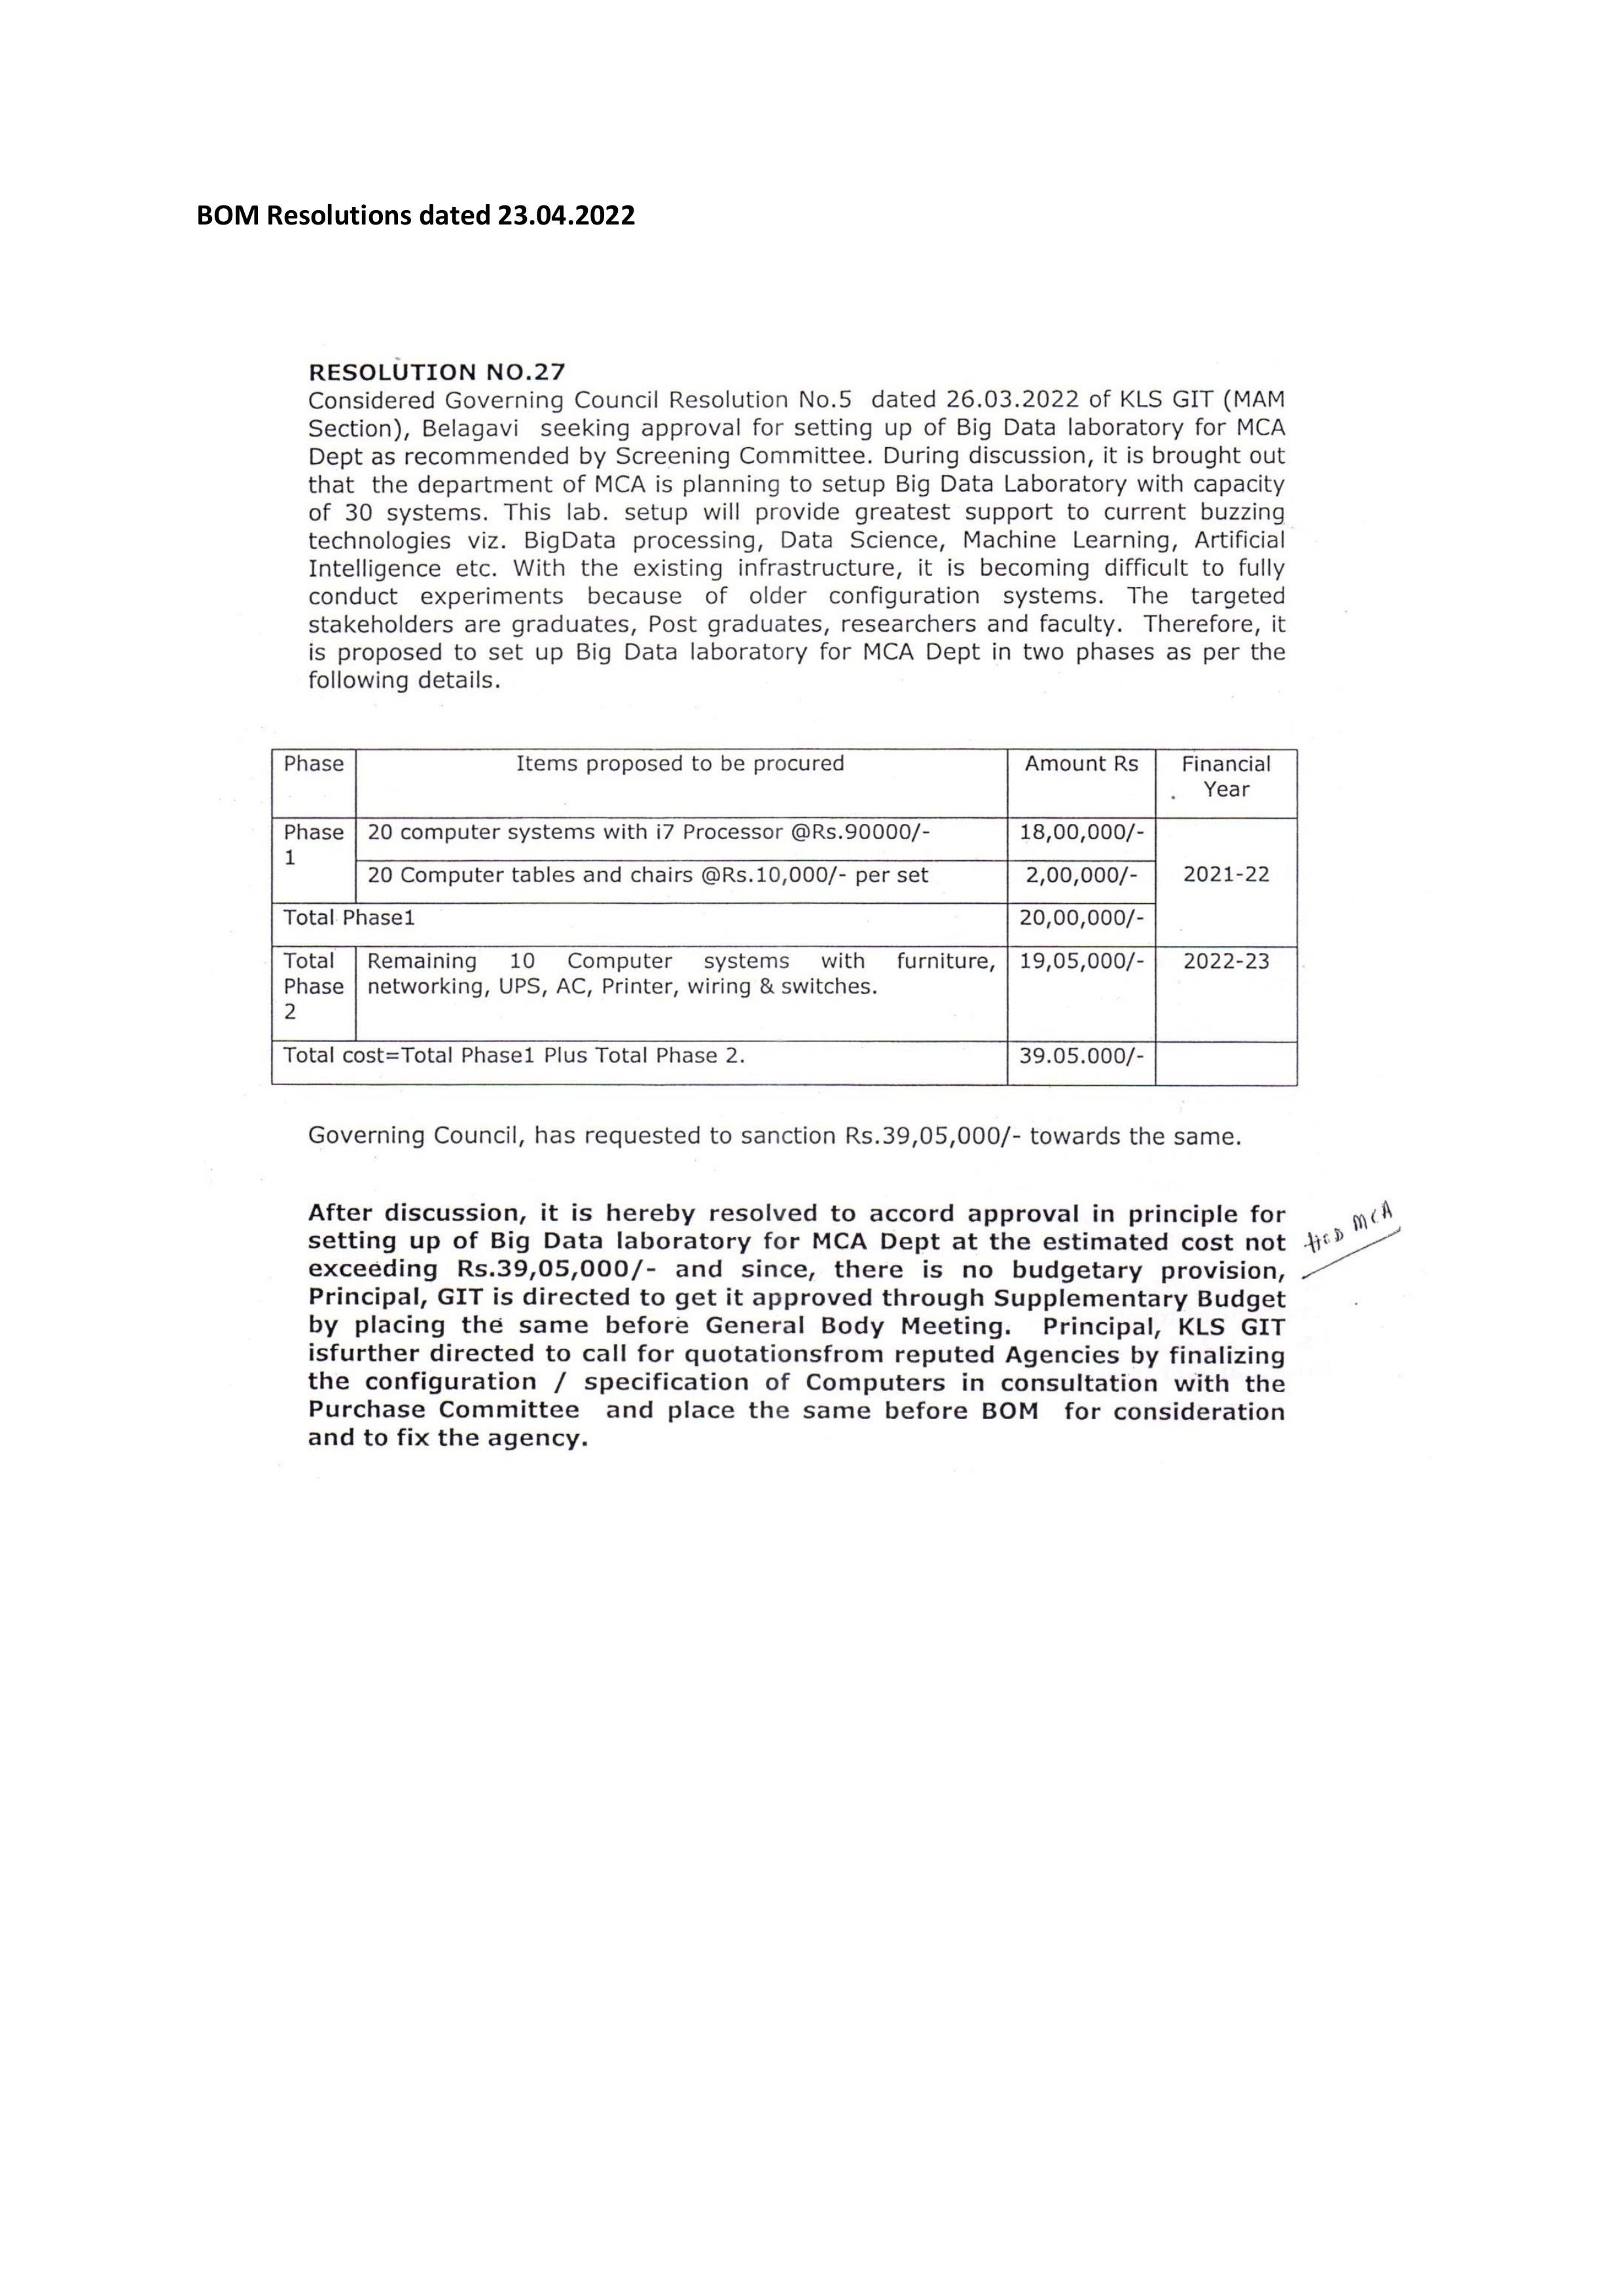 BOM Resolutions dated 23.04.2022
RESOLUTION NO.27
Considered Governing Council Resolution No.5 dated 26.03.2022 of KLS GIT (MAM
Section), Belagavi seeking approval for setting up of Big Data laboratory for MCA
Dept as recommended by Screening Committee. During discussion, it is brought out
that the department of MCA is planning to setup Big Data Laboratory with capacity
of 30 systems. This lab. setup will provide greatest support to current buzzing
technologies viz. BigData processing, Data Science, Machine Learning, Artificial
Intelligence etc. With the existing infrastructure, it is becoming difficult to fully
conduct experiments because of older configuration systems. The targeted
stakeholders are graduates, Post graduates, researchers and faculty. Therefore, it
is proposed to set up Big Data laboratory for MCA Dept in two phases as per the
following details.
Phase Items proposed to be procured Amount Rs Financial
Year
Phase 20 computer systems with i7 Processor @Rs.90000/- 18,00,000/-
1
20 Computer tables and chairs @Rs.10,000/- per set 2,00,000/- 2021-22
Total Phase1 20,00,000/-
Total Remaining 10 Computer systems with furniture, 19,05,000/- 2022-23
Phase networking, UPS, AC, Printer, wiring & switches.
2
Total cost=Total Phase1 Plus Total Phase 2. 39.05.000/-
Governing Council, has requested to sanction Rs.39,05,000/- towards the same.
After discussion, it is hereby resolved to accord approval in principle for
setting up of Big Data laboratory for MCA Dept at the estimated cost not
HOD MCA
exceeding Rs.39,05,000/- and since, there is no budgetary provision,
Principal, GIT is directed to get it approved through Supplementary Budget
by placing the same before General Body Meeting. Principal, KLS GIT
isfurther directed to call for quotationsfrom reputed Agencies by finalizing
the configuration / specification of Computers in consultation with the
Purchase Committee and place the same before BOM for consideration
and to fix the agency.